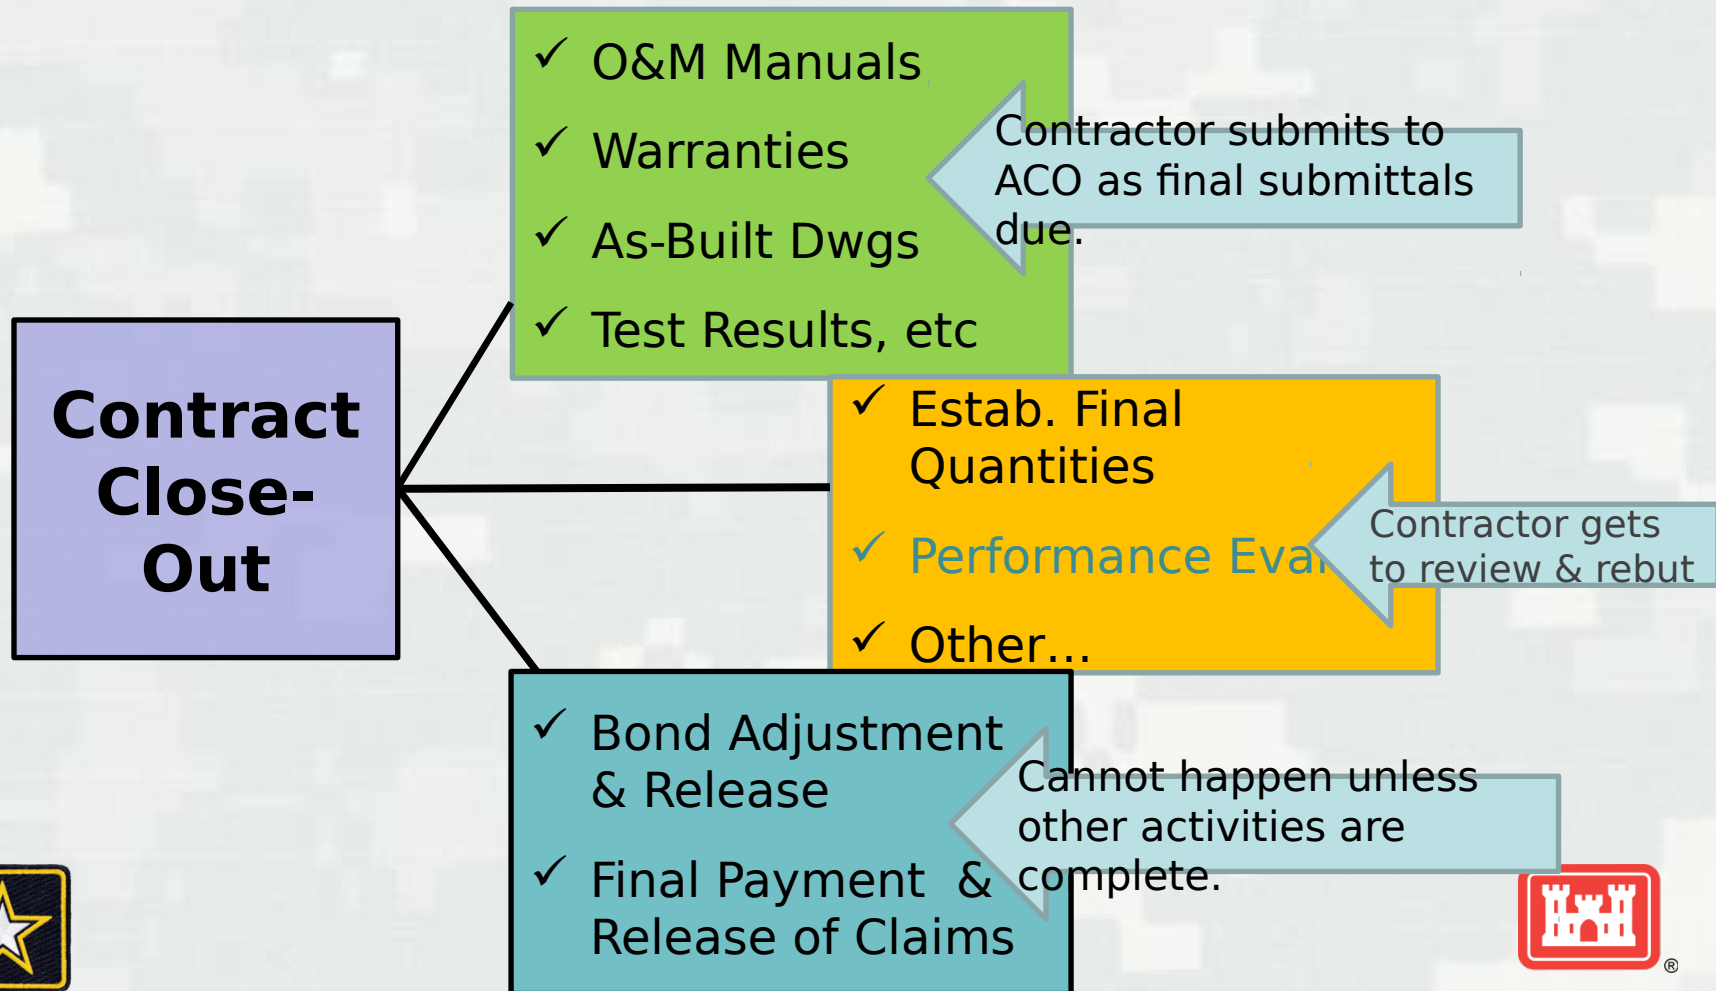 Contract
Close-
Out
✓ O&M Manuals
✓ Warranties
✓ As-Built Dwgs
✓ Test Results, etc
Contractor submits to
ACO as final submittals
due.
✓ Estab. Final
Quantities
✓ Performance Eval
✓ Other...
Contractor gets
to review & rebut
✓ Bond Adjustment
& Release
✓ Final Payment & 
Release of Claims
Cannot happen unless
other activities are
complete.
®